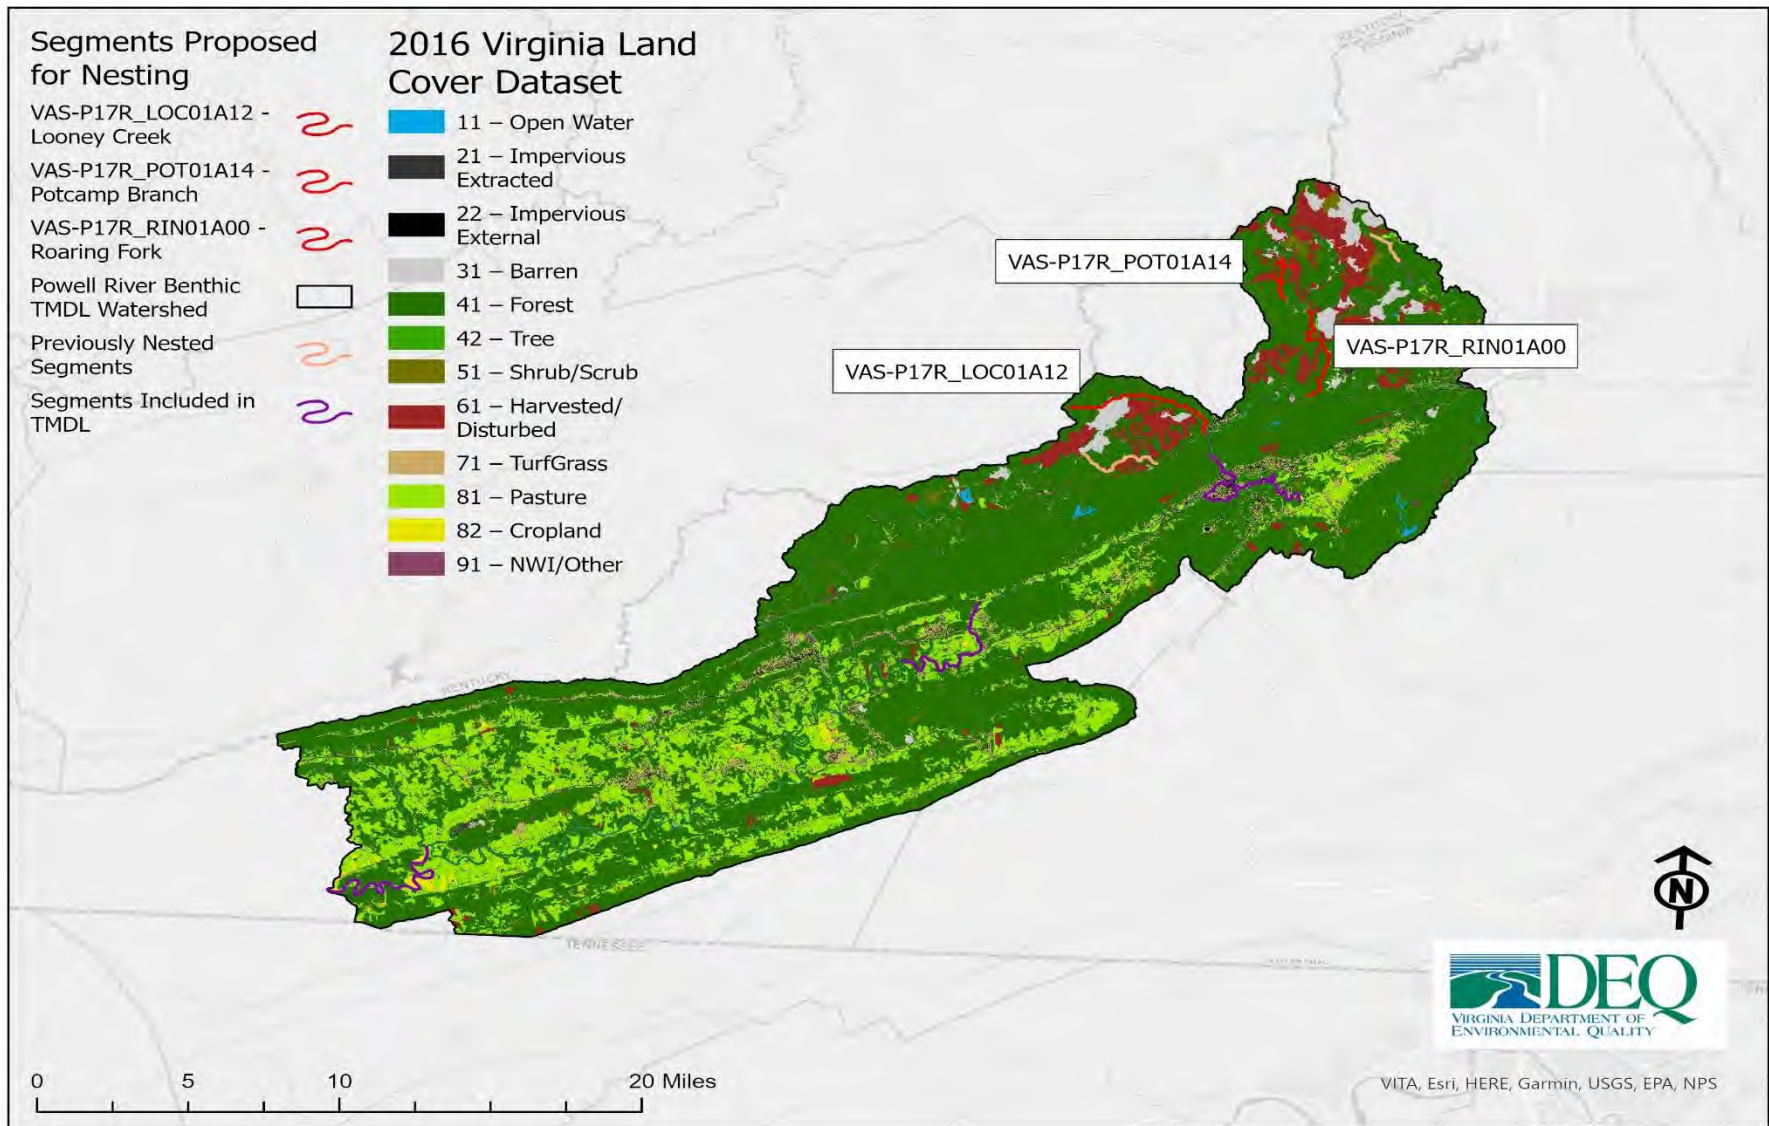 Segments Proposed
for Nesting
VAS-P17R_LOC01A12 -
Looney Creek
VAS-P17R_POT01A14 -
Potcamp Branch
VAS-P17R_RIN01A00 -
Roaring Fork
Powell River Benthic
TMDL Watershed
Previously Nested
Segments
Segments Included in
TMDL
2016 Virginia Land
Cover Dataset
11 – Open Water
21 – Impervious
Extracted
22 – Impervious
External
31 – Barren
41 – Forest
42 – Tree
51 – Shrub/Scrub
61 – Harvested/
Disturbed
71 – TurfGrass
81 – Pasture
82 – Cropland
91 – NWI/Other
KENTUCKY
VIRGINIA
VAS-P17R_POT01A14
VAS-P17R_RIN01A00
VAS-P17R_LOC01A12
KENTUCKY
TENNESSEE
N
DEQ
VIRGINIA DEPARTMENT OF
ENVIRONMENTAL QUALITY
0 5 10 20 Miles
VITA, Esri, HERE, Garmin, USGS, EPA, NPS